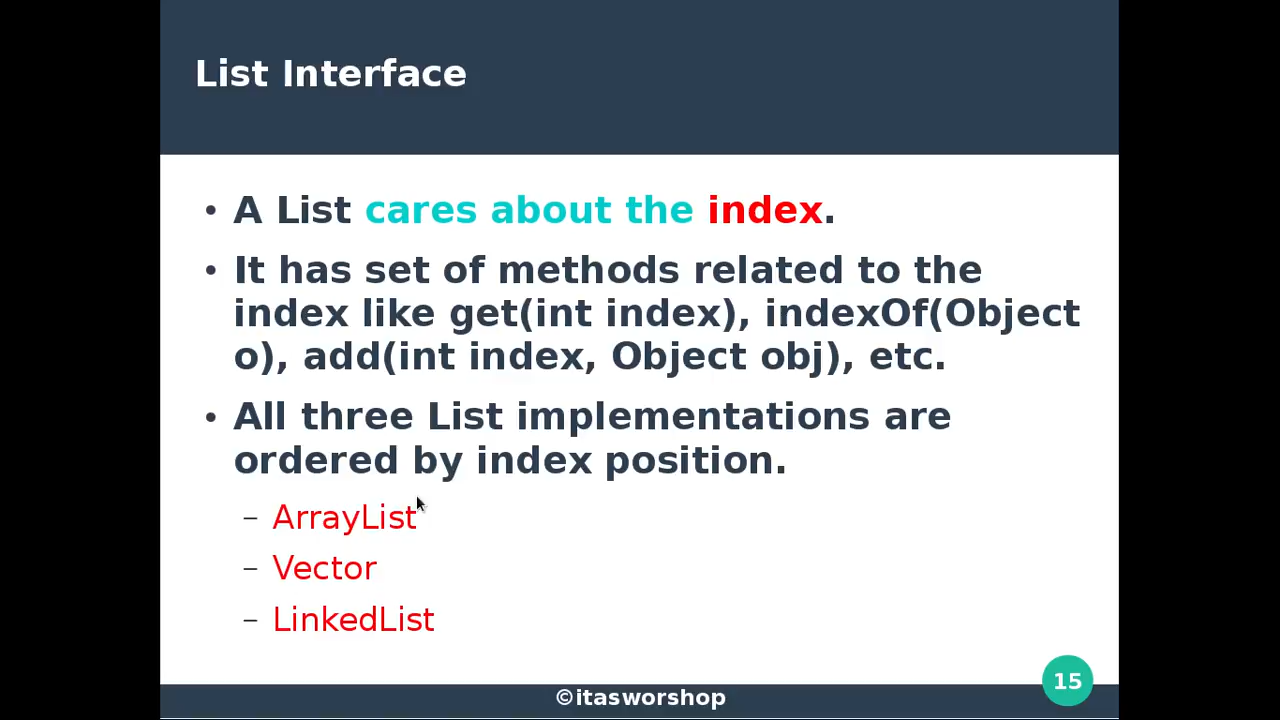 List Interface
• A List cares about the index.
• It has set of methods related to the
index like get(int index), indexOf(Object
o), add(int index, Object obj), etc.
• All three List implementations are
ordered by index position.
– ArrayList
– Vector
– LinkedList
15
©itasworshop